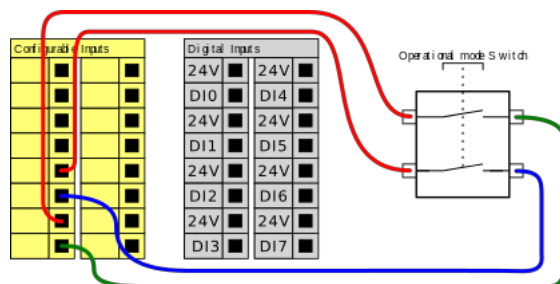 Configurable Inputs
Digital Inputs
Operational mode Switch
24V 24V
DI0 DI4
24V 24V
DI1 DI5
24V 24V
DI2 DI6
24V 24V
DI3 DI7